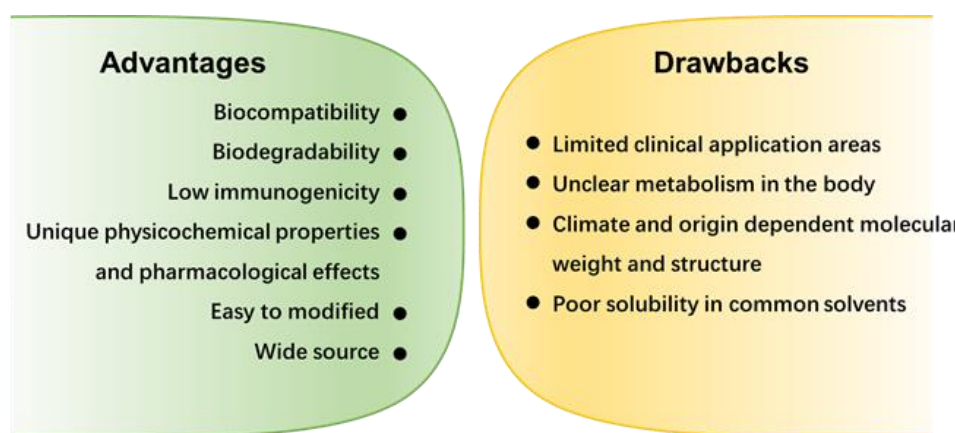 Advantages
Biocompatibility ●
Biodegradability ●
Low immunogenicity ●
Unique physicochemical properties ●
and pharmacological effects
Easy to modified ●
Wide source ●
Drawbacks
● Limited clinical application areas
● Unclear metabolism in the body
● Climate and origin dependent molecular
weight and structure
● Poor solubility in common solvents